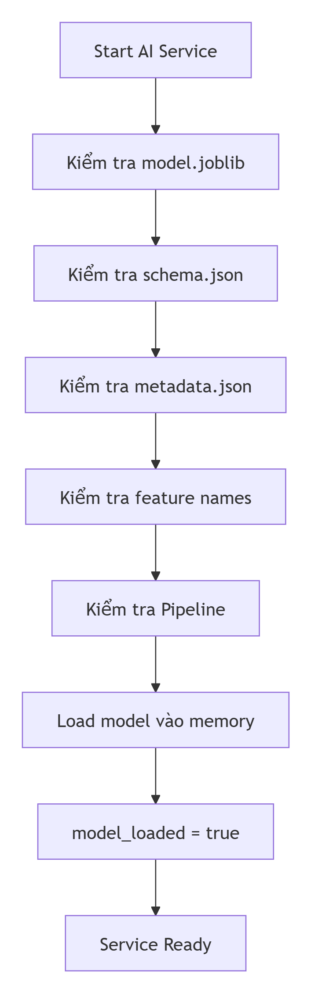 Start AI Service
Kiểm tra model.joblib
Kiểm tra schema.json
Kiểm tra metadata.json
Kiểm tra feature names
Kiểm tra Pipeline
Load model vào memory
model_loaded = true
Service Ready